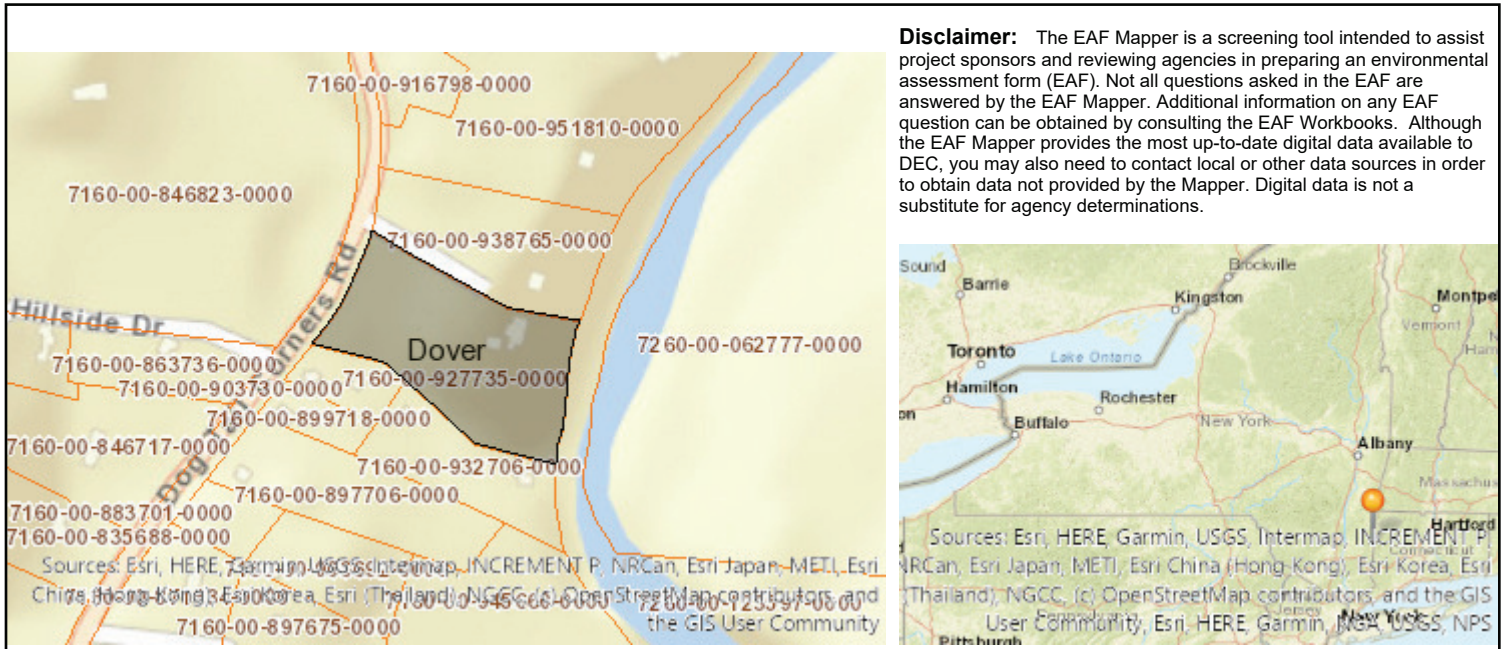 Disclaimer: The EAF Mapper is a screening tool intended to assist
project sponsors and reviewing agencies in preparing an environmental
assessment form (EAF). Not all questions asked in the EAF are
answered by the EAF Mapper. Additional information on any EAF
question can be obtained by consulting the EAF Workbooks. Although
the EAF Mapper provides the most up-to-date digital data available to
DEC, you may also need to contact local or other data sources in order
to obtain data not provided by the Mapper. Digital data is not a
substitute for agency determinations.
7160-00-916798-0000
7160-00-951810-0000
7160-00-846823-0000
7160-00-938765-0000
Hillside Dr
Dover
7260-00-062777-0000
7160-00-863736-0000
7160-00-927735-0000
7160-00-903730-0000
7160-00-899718-0000
7160-00-846717-0000
7160-00-932706-0000
Dog
Rd
7160-00-897706-0000
7160-00-883701-0000
7160-00-835688-0000
Sources: Esri, HERE, Garmin, USGS, Intermap, INCREMENT P, NRCan, Esri Japan, METI, Esri
China (Hong Kong), Esri Korea, Esri (Thailand), NGCC, (c) OpenStreetMap contributors, and
the GIS User Community
7160-00-897675-0000
Sound
Barrie
Brockville
Kingston
Montpel
Vermont
Toronto
Lake Ontario
Hamilton
Rochester
Buffalo
New York
Albany
Massachus
Hartford
Connecticut
Sources: Esri, HERE, Garmin, USGS, Intermap, INCREMENT P,
NRCan, Esri Japan, METI, Esri China (Hong Kong), Esri Korea, Esri
(Thailand), NGCC, (c) OpenStreetMap contributors, and the GIS
User Community, Esri, HERE, Garmin, NGA, USGS, NPS
Pennsylvania
Jersey
New York
Pittsburgh